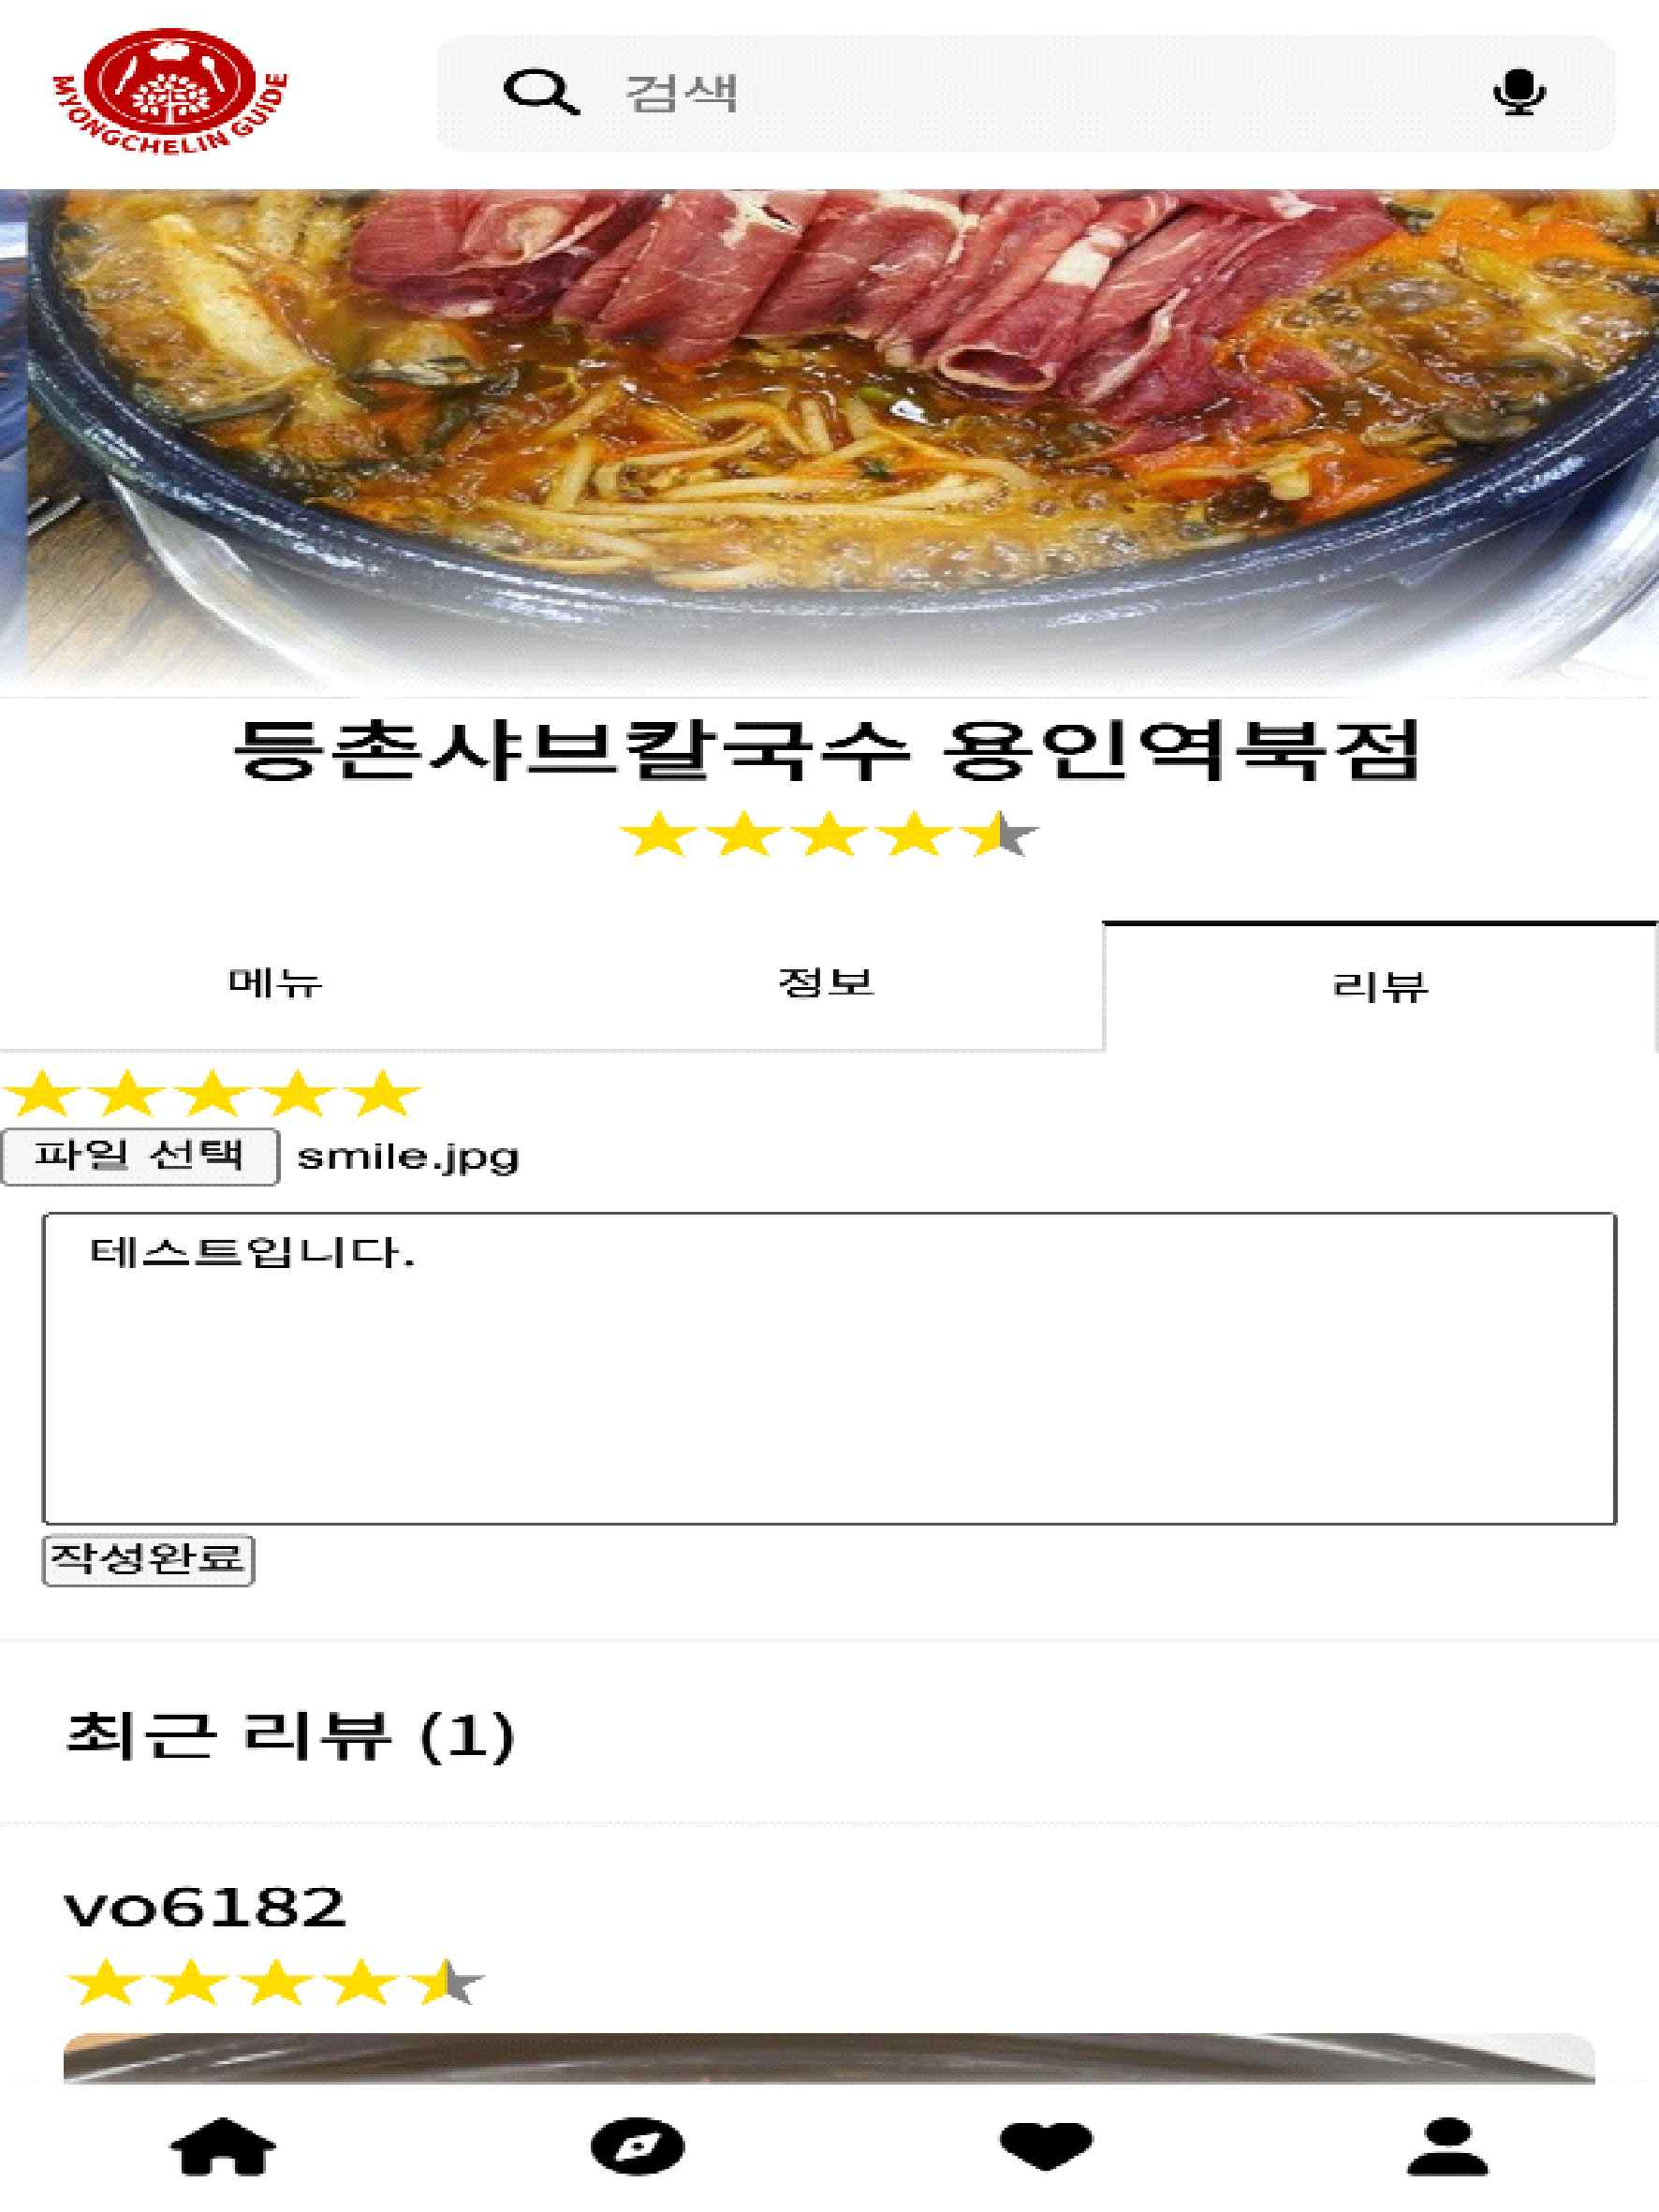 MYONGCHELIN GUIDE
검색
등촌샤브칼국수 용인역북점
메뉴
정보
리뷰
파일 선택 smile.jpg
테스트입니다.
작성완료
최근 리뷰 (1)
vo6182